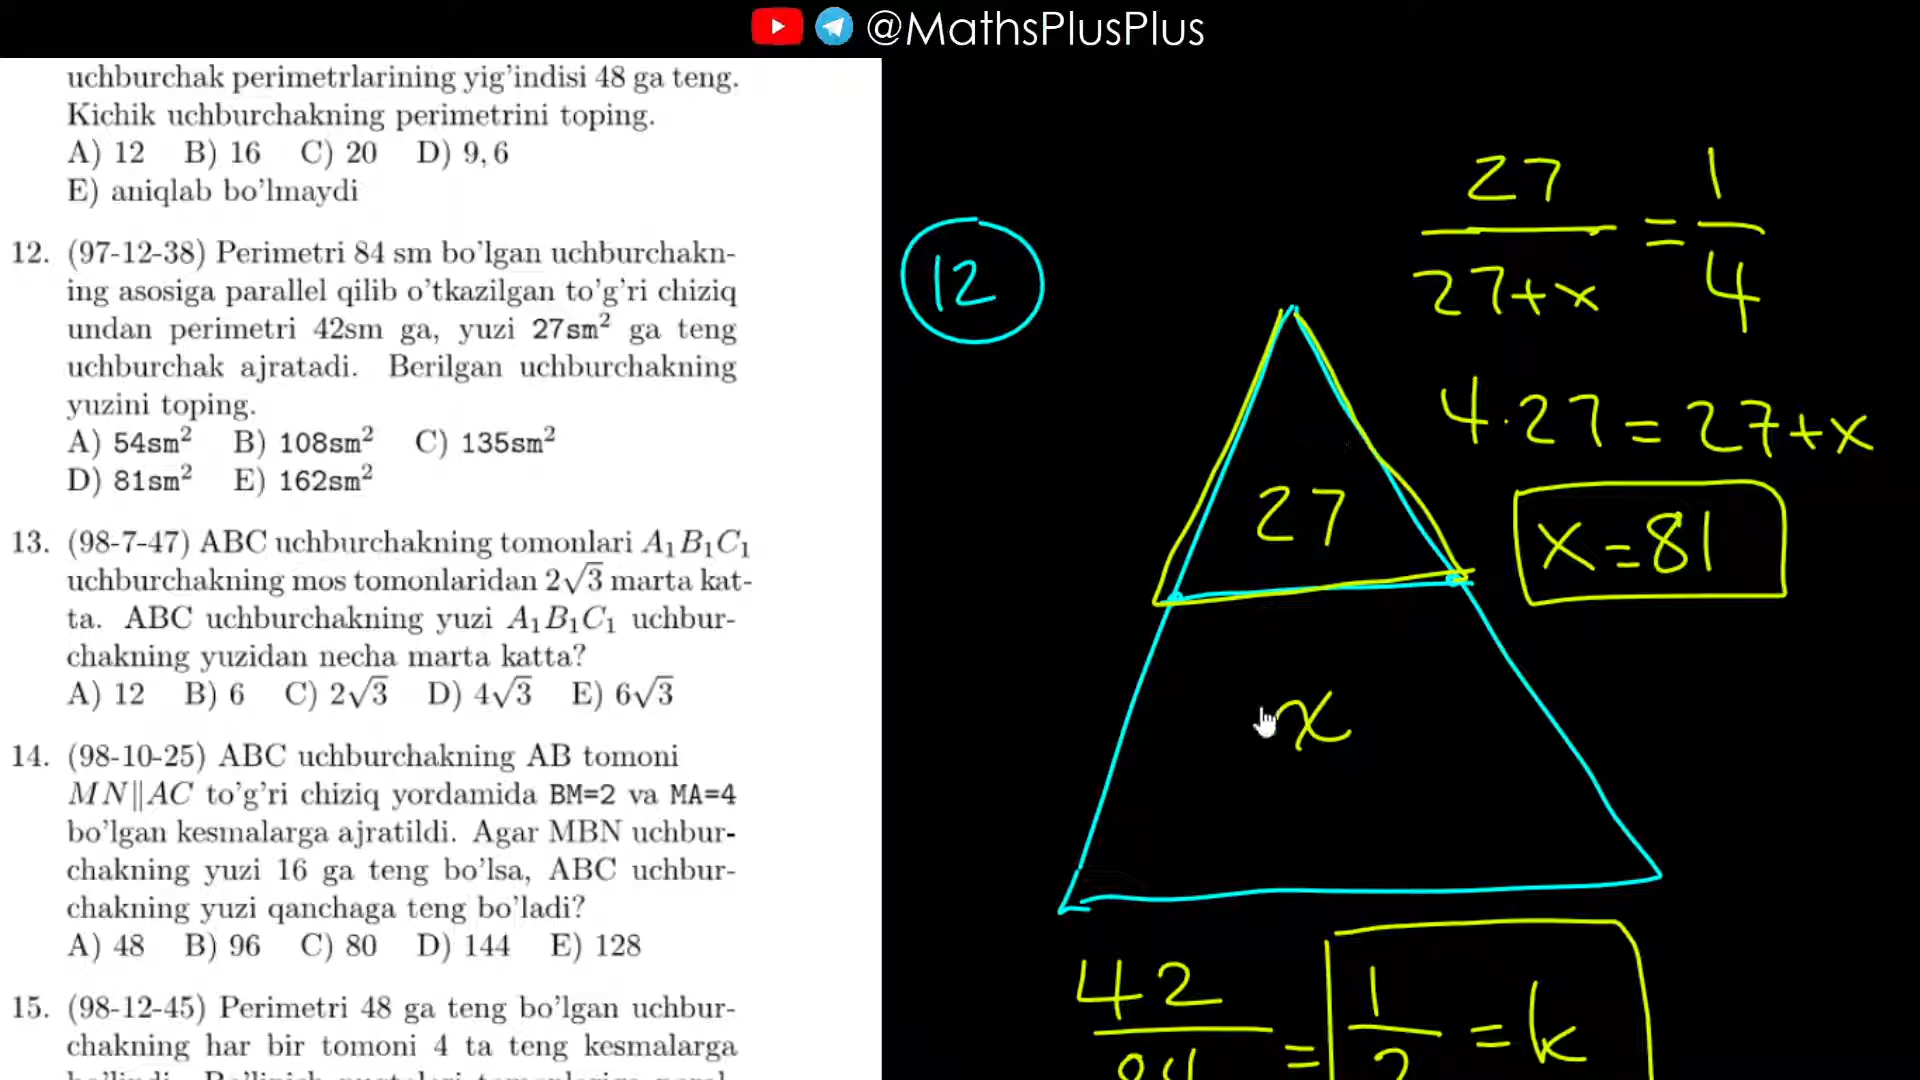 @MathsPlusPlus
uchburchak perimetrlarining yig'indisi 48 ga teng.
Kichik uchburchakning perimetrini toping.
A) 12 B) 16 C) 20 D) 9, 6
E) aniqlab bo'lmaydi
12. (97-12-38) Perimetri 84 sm bo'lgan uchburchakn-
ing asosiga parallel qilib o'tkazilgan to'g'ri chiziq
undan perimetri 42sm ga, yuzi 27sm² ga teng
uchburchak ajratadi. Berilgan uchburchakning
yuzini toping.
A) 54sm² B) 108sm² C) 135sm²
D) 81sm² E) 162sm²
13. (98-7-47) ABC uchburchakning tomonlari A₁B₁C₁
uchburchakning mos tomonlaridan 2√3 marta kat-
ta. ABC uchburchakning yuzi A₁B₁C₁ uchbur-
chakning yuzidan necha marta katta?
A) 12 B) 6 C) 2√3 D) 4√3 E) 6√3
14. (98-10-25) ABC uchburchakning AB tomoni
MN∥AC to'g'ri chiziq yordamida BM=2 va MA=4
bo'lgan kesmalarga ajratildi. Agar MBN uchbur-
chakning yuzi 16 ga teng bo'lsa, ABC uchbur-
chakning yuzi qanchaga teng bo'ladi?
A) 48 B) 96 C) 80 D) 144 E) 128
15. (98-12-45) Perimetri 48 ga teng bo'lgan uchbur-
chakning har bir tomoni 4 ta teng kesmalarga
12
27/27+x = 1/4
4·27=27+x
x=81
27
x
42/84 = 1/2 = k